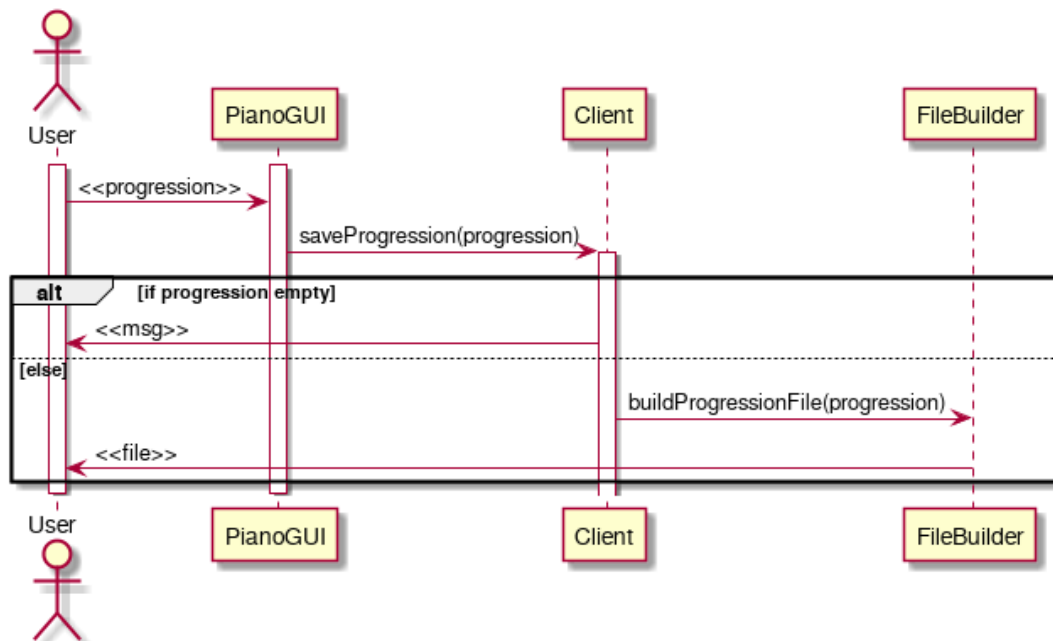 User
PianoGUI
Client
FileBuilder
<<progression>>
saveProgression(progression)
alt
[if progression empty]
<<msg>>
[else]
buildProgressionFile(progression)
<<file>>
User
PianoGUI
Client
FileBuilder